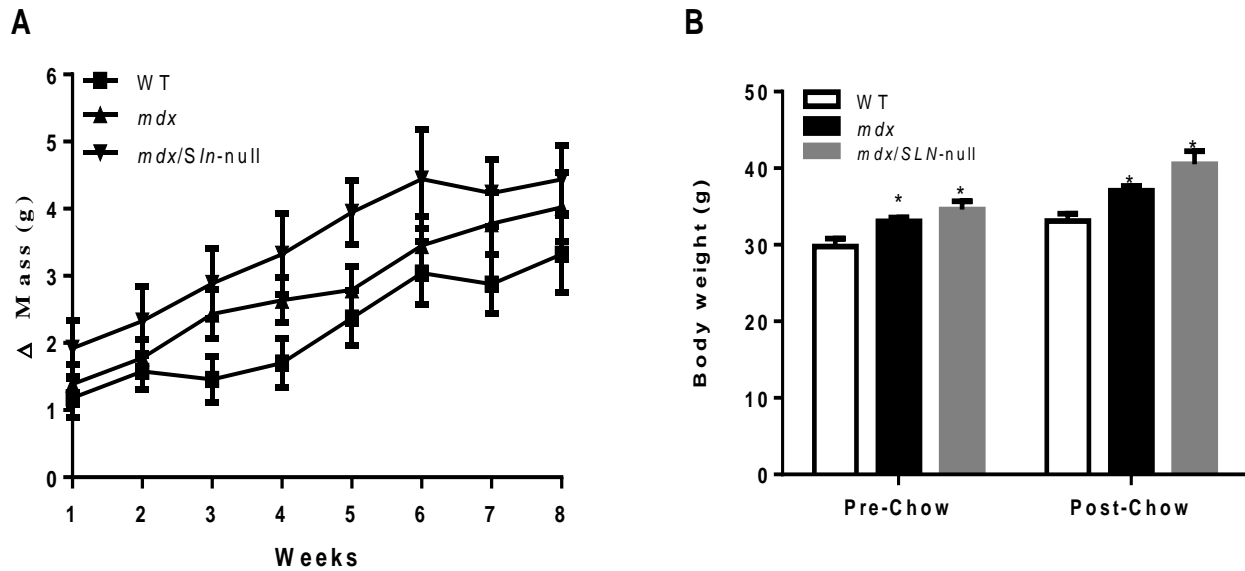 A
Δ Mass (g)
6
5
4
3
2
1
0
WT
mdx
mdx/Sln-null
1 2 3 4 5 6 7 8
Weeks
B
Body weight (g)
50
40
30
20
10
0
WT
mdx
mdx/SLN-null
* *
* *
Pre-Chow Post-Chow